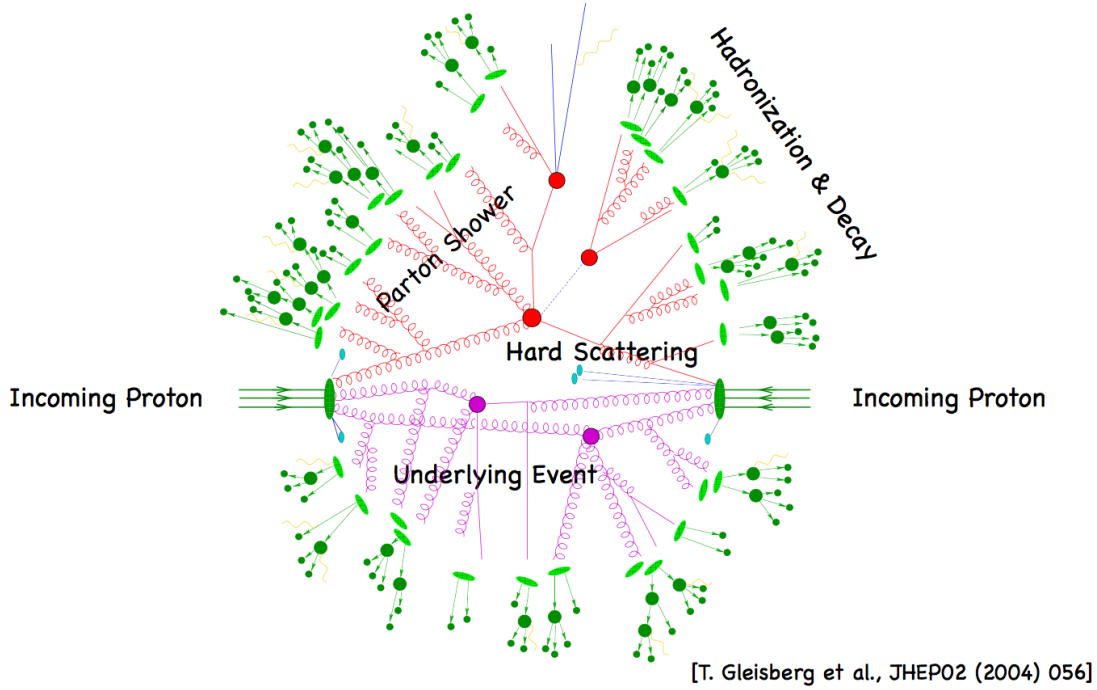 Hadronization & Decay
Parton Shower
Hard Scattering
Incoming Proton
Incoming Proton
Underlying Event
[T. Gleisberg et al., JHEP02 (2004) 056]